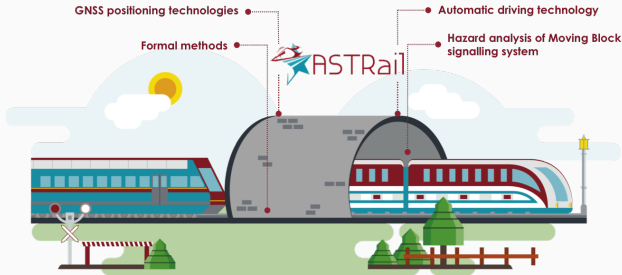 GNSS positioning technologies
Automatic driving technology
Formal methods
ASTRail
Hazard analysis of Moving Block
signalling system